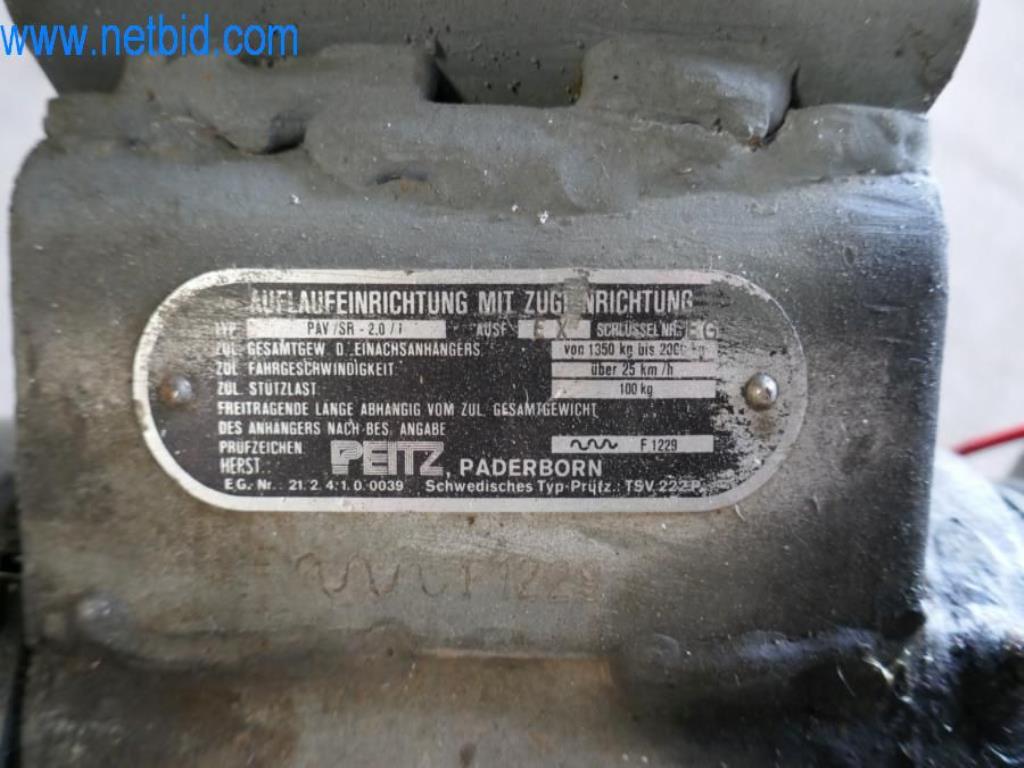 www.netbid.com
AUFLAUFEINRICHTUNG MIT ZUGEINRICHTUNG
TYP PAV/SR - 2,0/I AUSF. EX SCHLÜSSEL NR. EG
ZUL. GESAMTGEW. D. EINACHSANHÄNGERS von 1350 kg bis 2000 kg
ZUL. FAHRGESCHWINDIGKEIT über 25 km/h
ZUL. STÜTZLAST 100 kg
FREITRAGENDE LÄNGE ABHÄNGIG VOM ZUL. GESAMTGEWICHT
DES ANHÄNGERS NACH BES. ANGABE
PRÜFZEICHEN F 1229
HERST.: PEITZ, PADERBORN
E.G. Nr. 21.2.4.1.0.0039 Schwedisches Typ-Prüfz.: TSV 222 P
F 1229